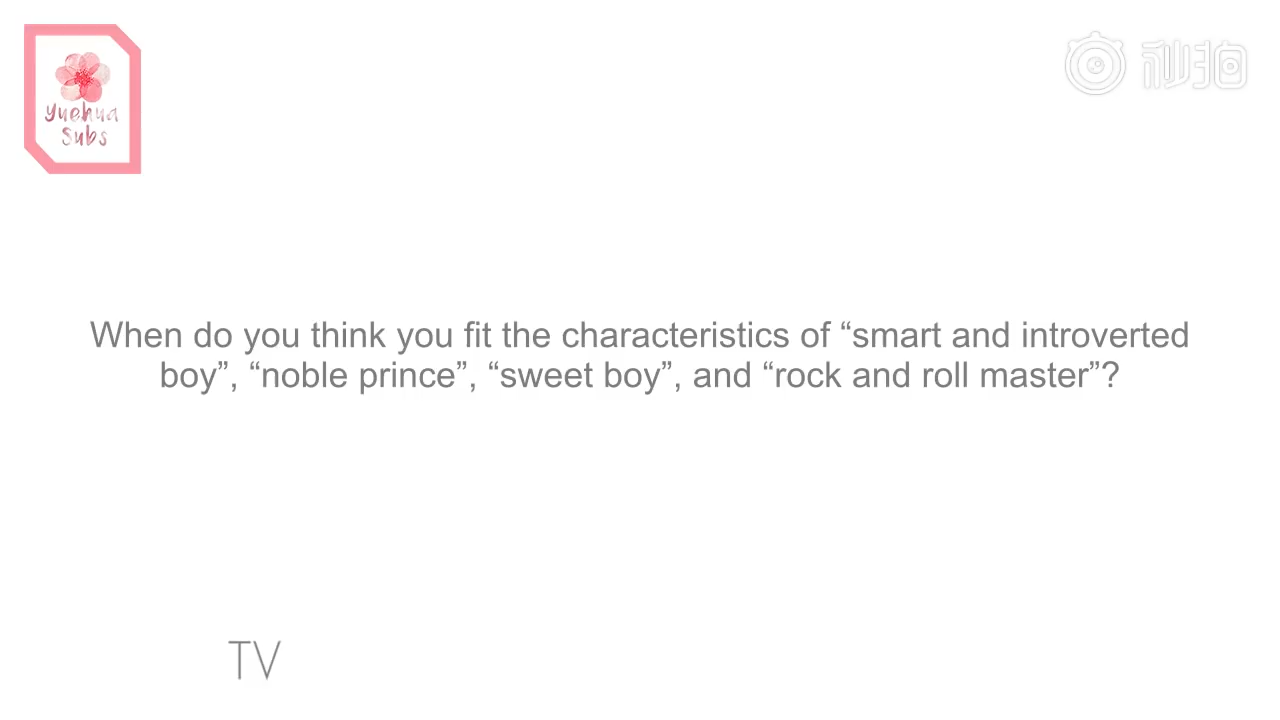 Yuehua
Subs
秒拍
When do you think you fit the characteristics of “smart and introverted
boy”, “noble prince”, “sweet boy”, and “rock and roll master”?
TV